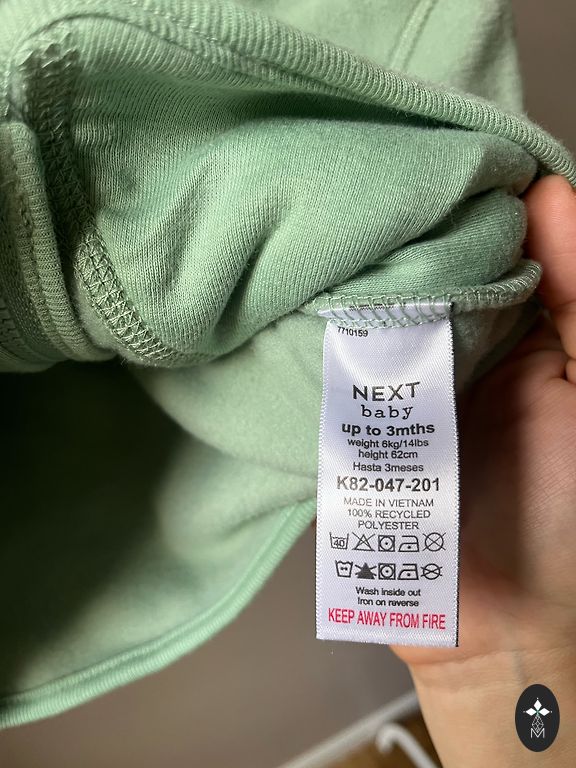 7710159
NEXT
baby
up to 3mths
weight 6kg/14lbs
height 62cm
Hasta 3meses
K82-047-201
MADE IN VIETNAM
100% RECYCLED
POLYESTER
40
Wash inside out
Iron on reverse
KEEP AWAY FROM FIRE
M